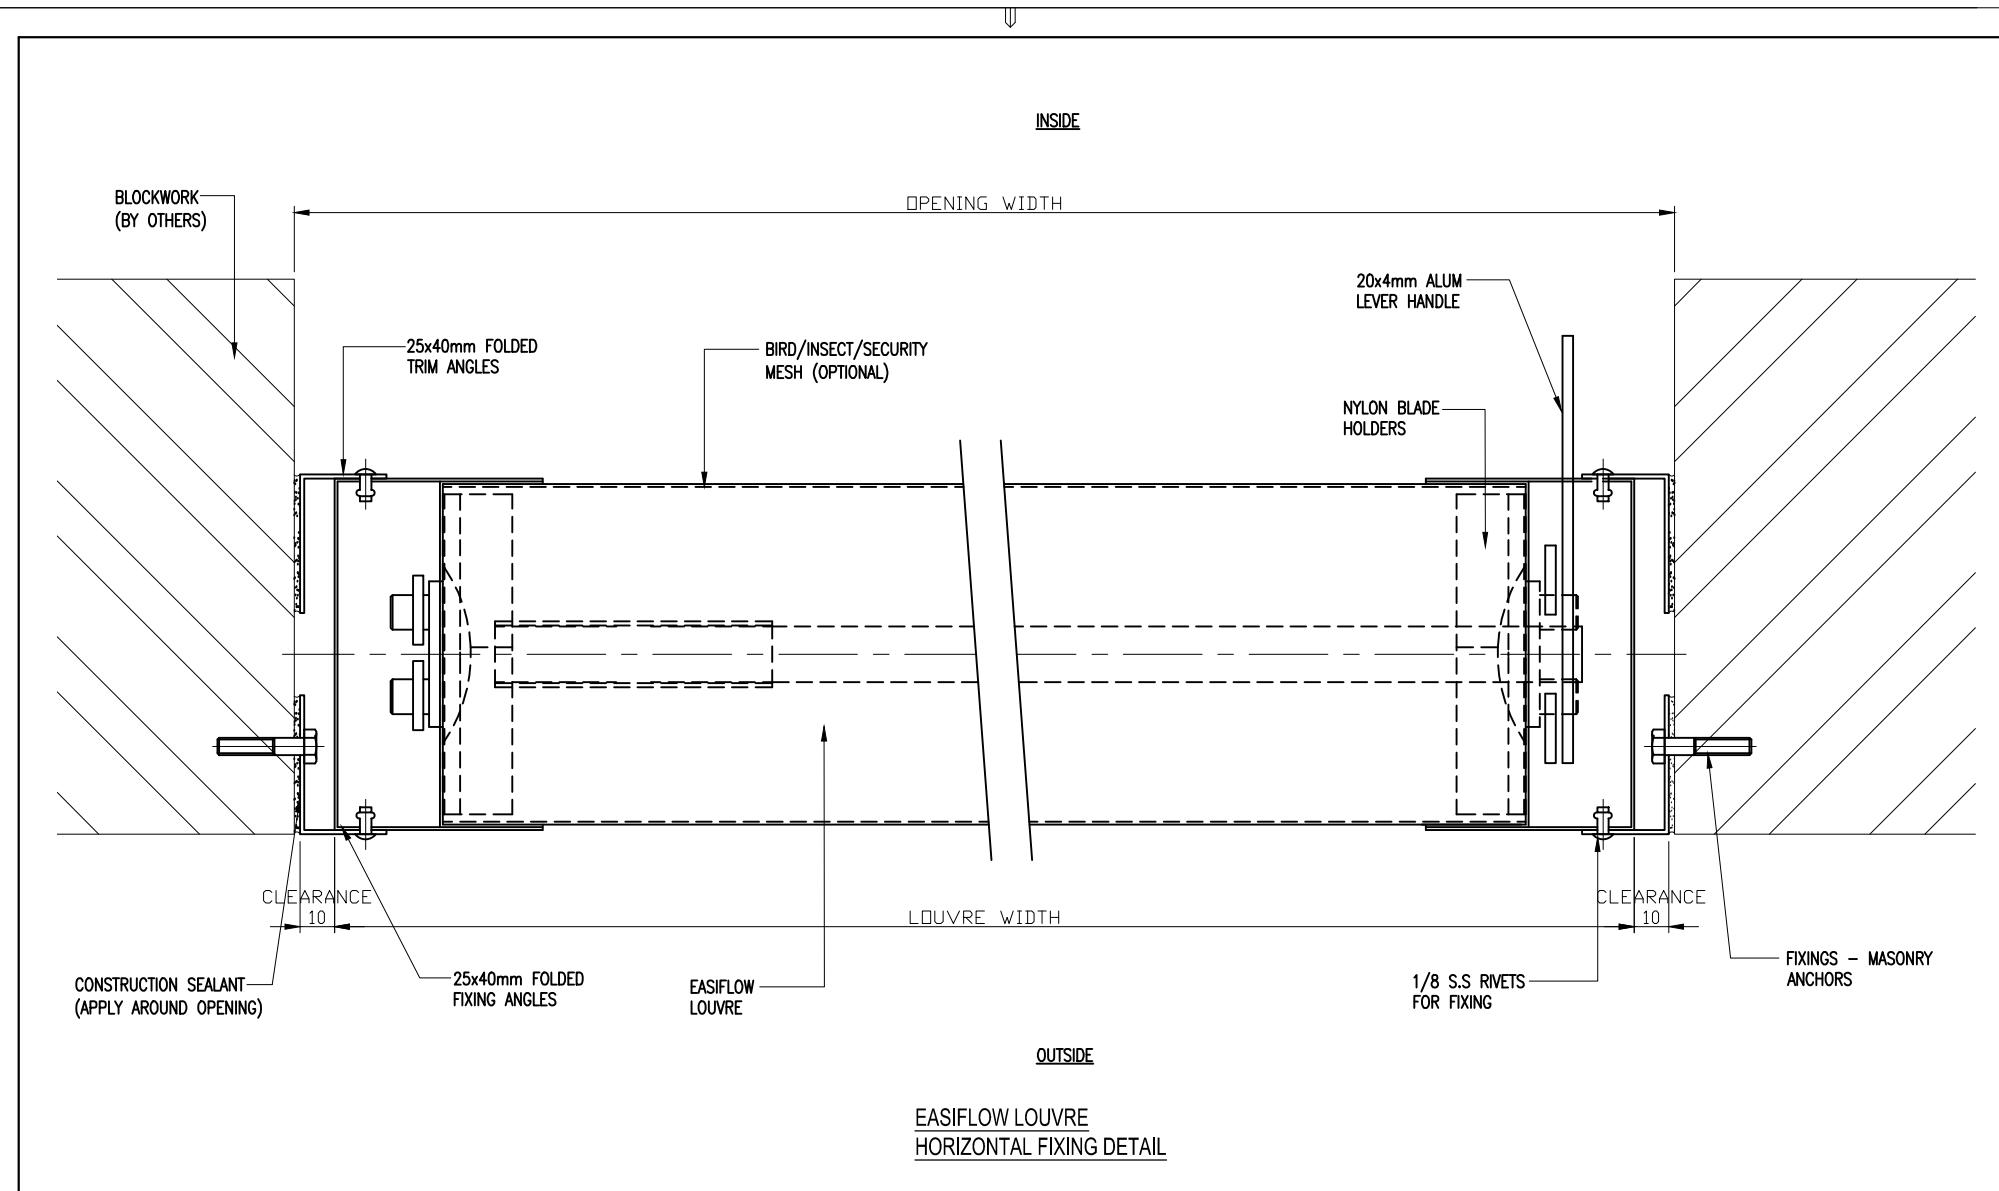 INSIDE
BLOCKWORK
(BY OTHERS)
OPENING WIDTH
20x4mm ALUM
LEVER HANDLE
25x40mm FOLDED
TRIM ANGLES
BIRD/INSECT/SECURITY
MESH (OPTIONAL)
NYLON BLADE
HOLDERS
CLEARANCE
10
LOUVRE WIDTH
CLEARANCE
10
CONSTRUCTION SEALANT
(APPLY AROUND OPENING)
25x40mm FOLDED
FIXING ANGLES
EASIFLOW
LOUVRE
1/8 S.S RIVETS
FOR FIXING
FIXINGS - MASONRY
ANCHORS
OUTSIDE
EASIFLOW LOUVRE
HORIZONTAL FIXING DETAIL